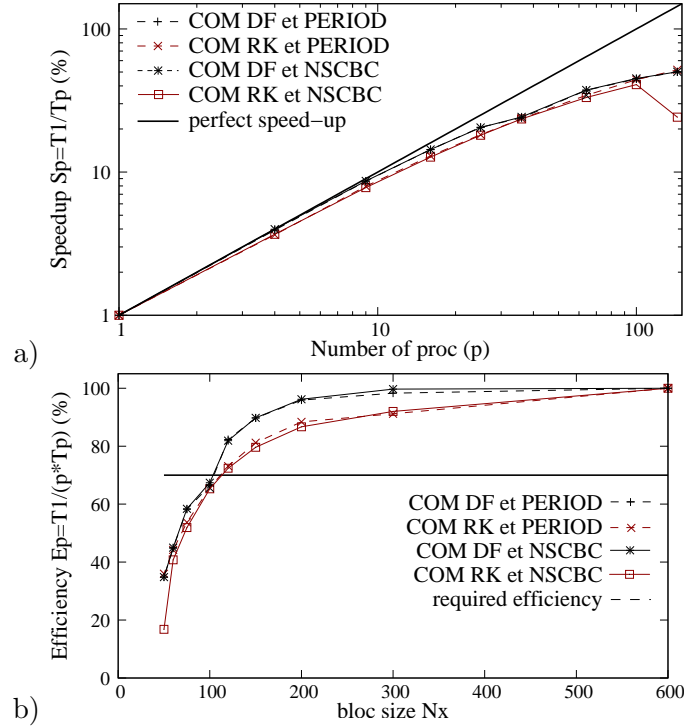 COM DF et PERIOD
COM RK et PERIOD
COM DF et NSCBC
COM RK et NSCBC
perfect speed-up
100
10
1
Speedup Sp=T1/Tp (%)
1
10
100
Number of proc (p)
a)
100
80
60
40
20
0
Efficiency Ep=T1/(p*Tp) (%)
COM DF et PERIOD
COM RK et PERIOD
COM DF et NSCBC
COM RK et NSCBC
required efficiency
0
100
200
300
400
500
600
bloc size Nx
b)